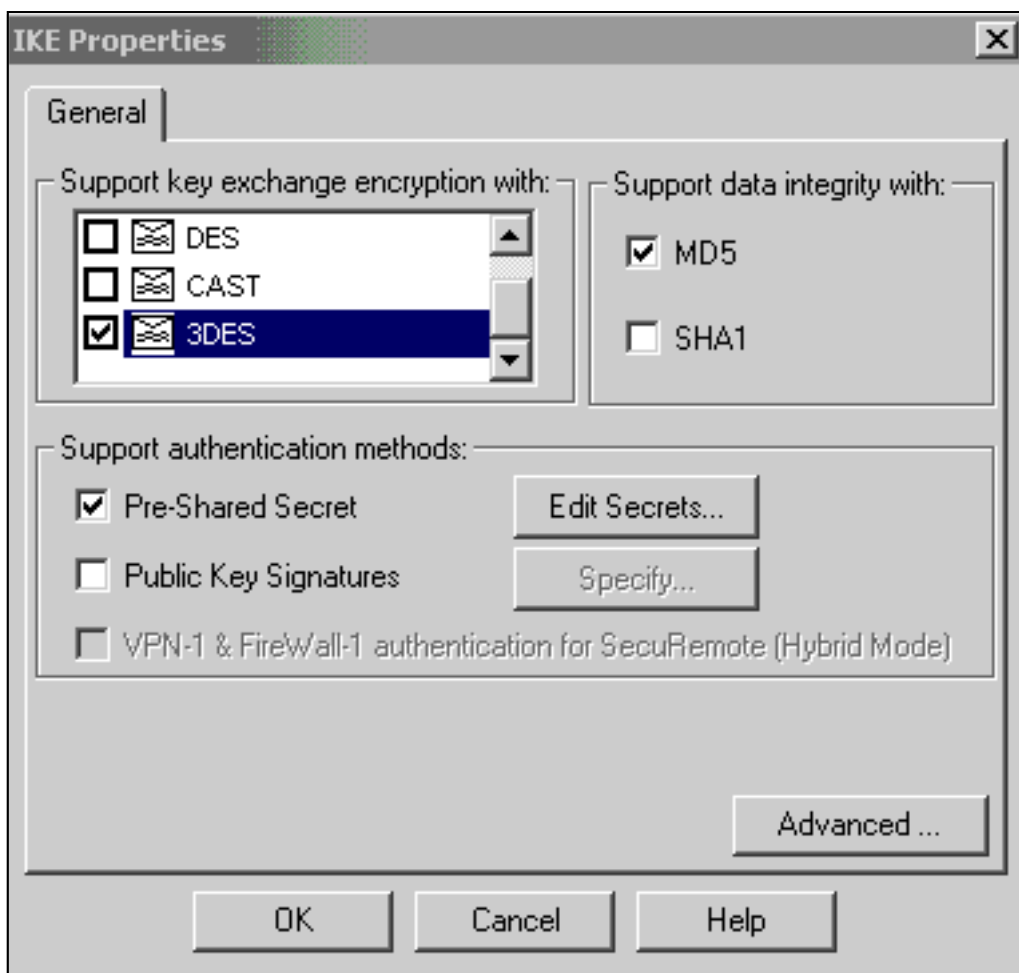 IKE Properties
General
Support key exchange encryption with:
DES
CAST
3DES
Support data integrity with:
MD5
SHA1
Support authentication methods:
Pre-Shared Secret
Edit Secrets...
Public Key Signatures
Specify...
VPN-1 & FireWall-1 authentication for SecuRemote (Hybrid Mode)
Advanced ...
OK
Cancel
Help